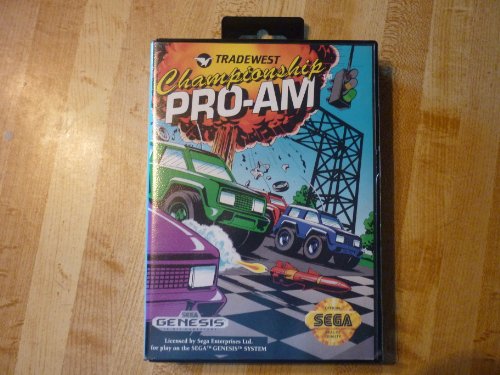 TRADEWEST
Championship
PRO-AM
TM
SEGA
GENESIS
Licensed by Sega Enterprises Ltd.
for play on the SEGA™ GENESIS™ SYSTEM
SEGA